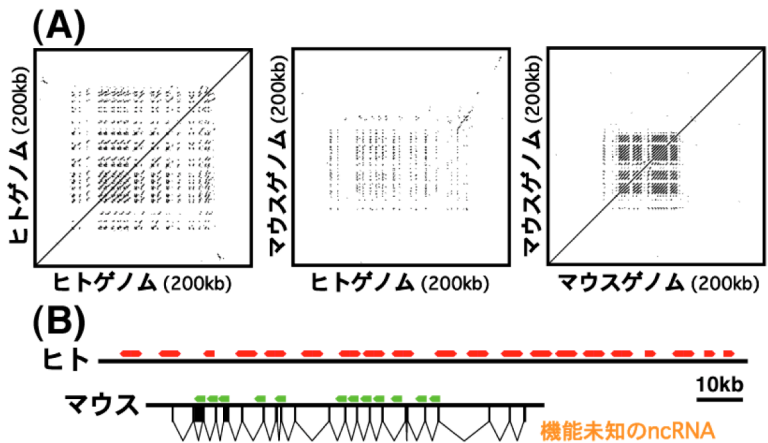 (A)
ヒトゲノム (200kb)
ヒトゲノム (200kb)
マウスゲノム (200kb)
ヒトゲノム (200kb)
マウスゲノム (200kb)
マウスゲノム (200kb)
(B)
ヒト
10kb
マウス
機能未知のncRNA